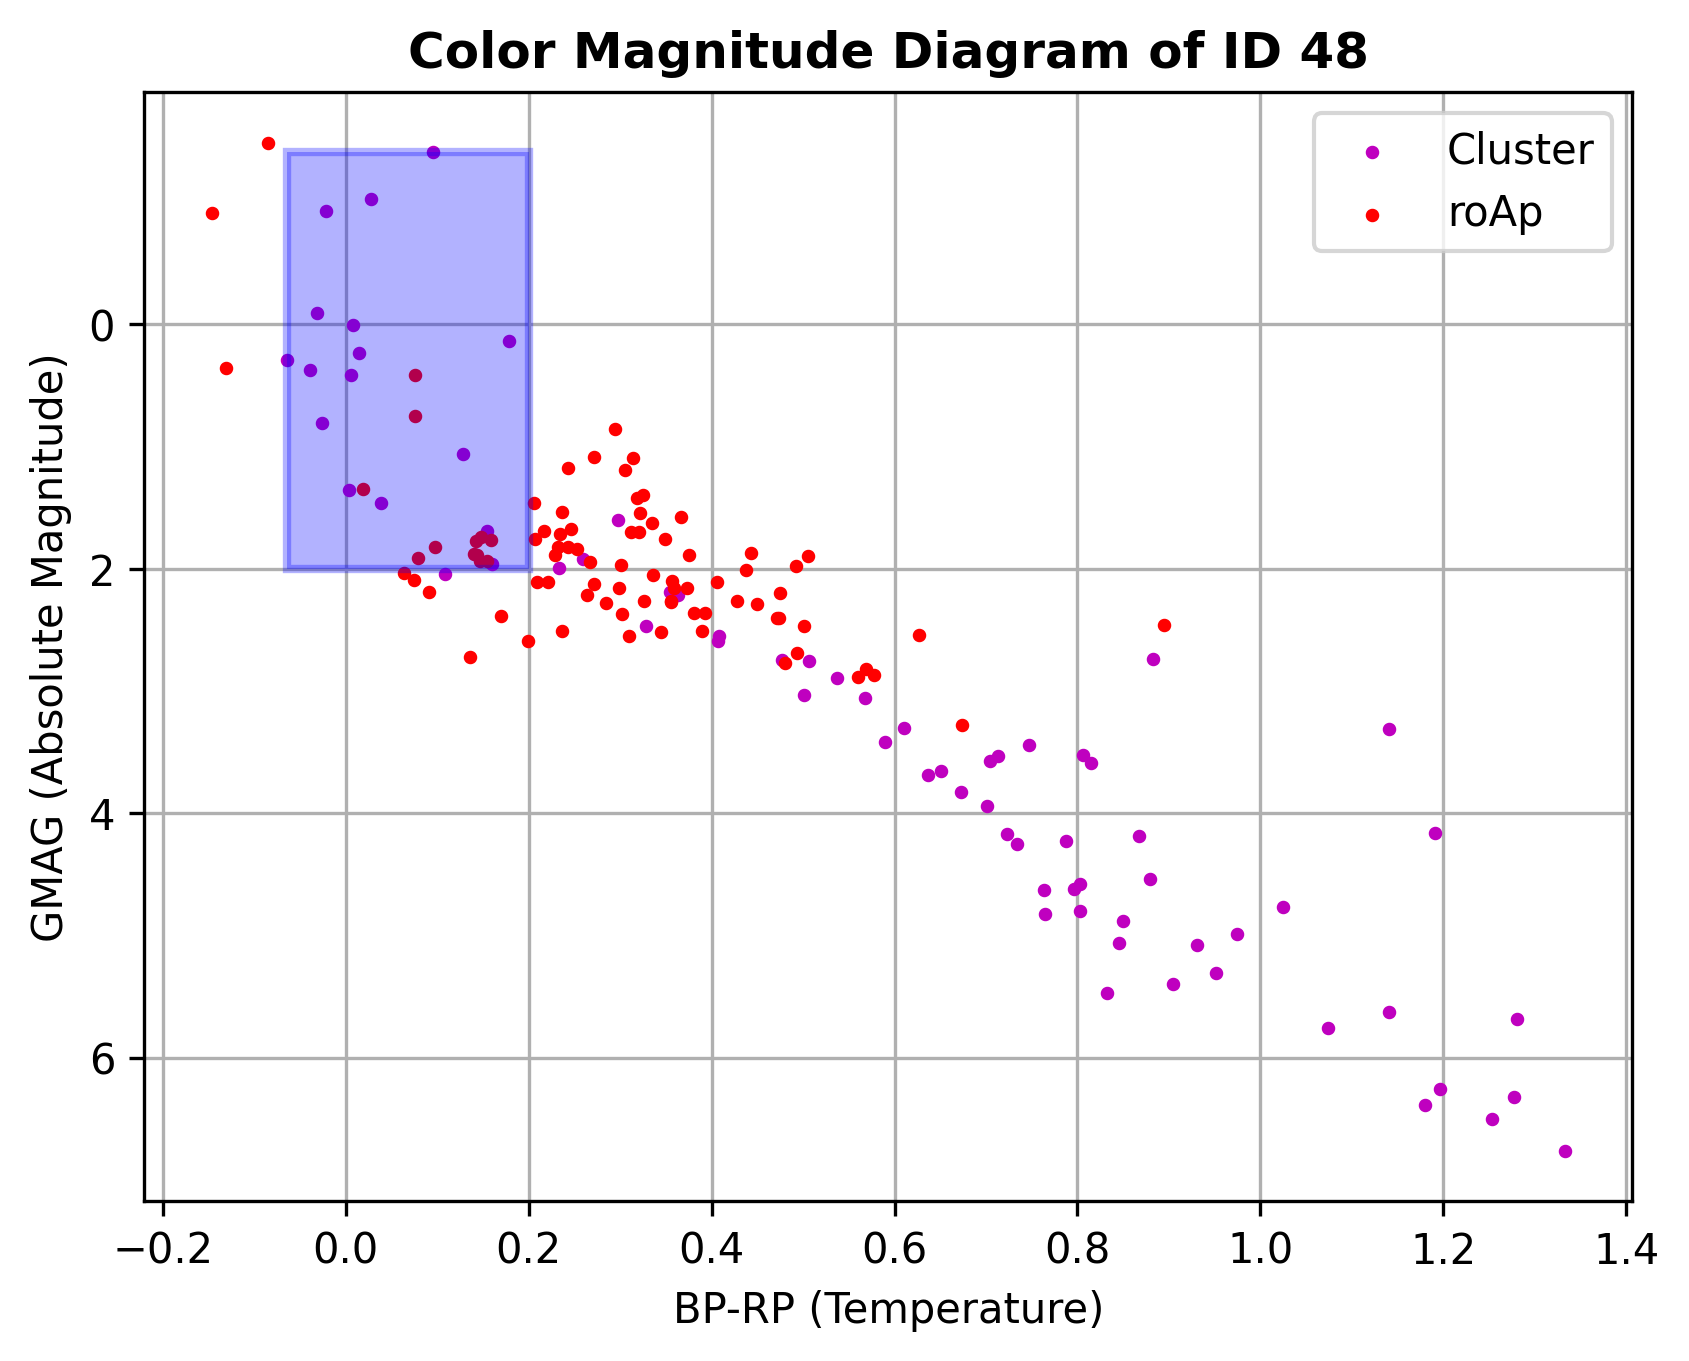 Color Magnitude Diagram of ID 48
Cluster
roAp
GMAG (Absolute Magnitude)
0
2
4
6
−0.2 0.0 0.2 0.4 0.6 0.8 1.0 1.2 1.4
BP-RP (Temperature)